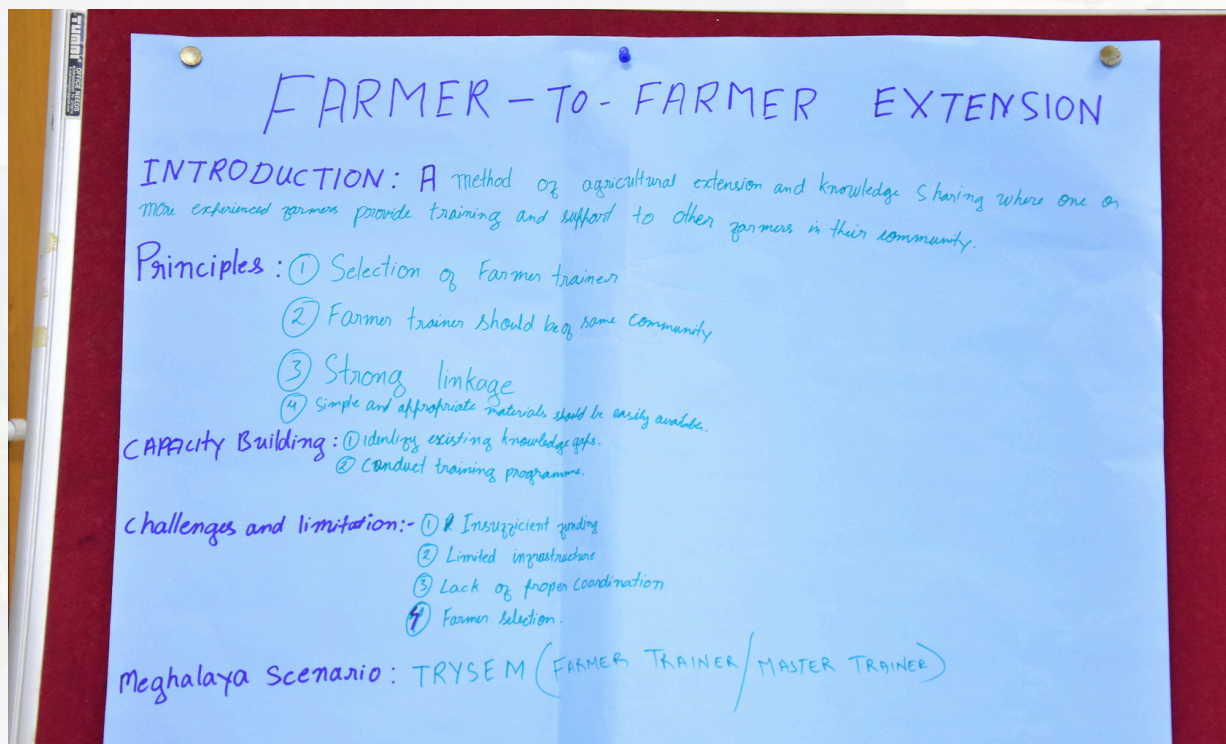 FARMER - TO - FARMER EXTENSION
INTRODUCTION: A method of agricultural extension and knowledge sharing where one or
more experienced farmers provide training and support to other farmers in their community.
Principles: ① Selection of Farmer trainer
② Farmer trainer should be of same community
③ Strong linkage
④ Simple and appropriate materials should be easily available.
CAPACITY Building: ① Identify existing knowledge gaps.
② Conduct training programme.
Challenges and limitation:- ① Insufficient funding
② Limited infrastructure
③ Lack of proper coordination
④ Farmer selection.
Meghalaya Scenario: TRYSEM (FARMER TRAINER/MASTER TRAINER)